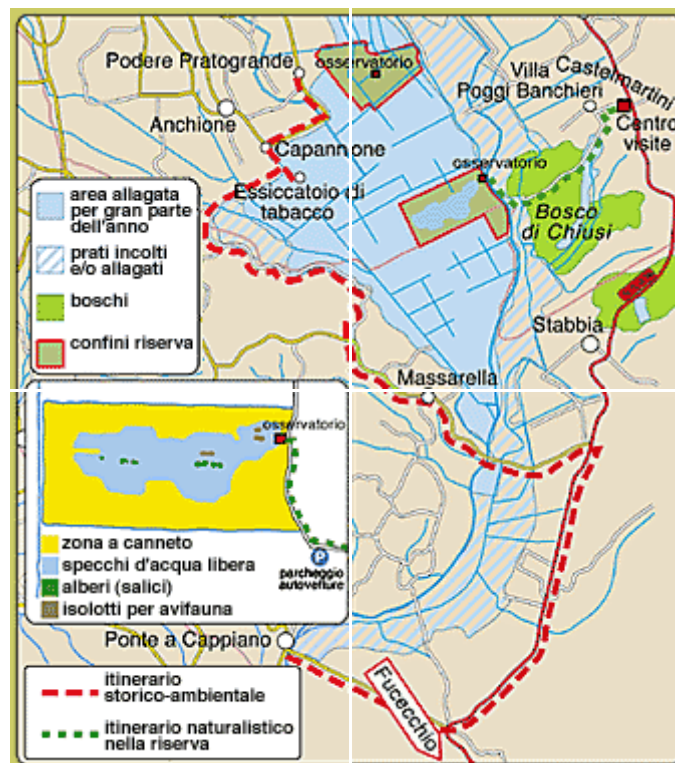 Podere Pratogrande
osservatorio
Villa
Poggi Banchieri
Castelmartini
Centro
visite
Anchione
Capannone
osservatorio
Essiccatoio di
tabacco
Bosco
di Chiusi
area allagata
per gran parte
dell'anno
prati incolti
e/o allagati
boschi
confini riserva
Stabbia
Massarella
osservatorio
zona a canneto
specchi d'acqua libera
alberi (salici)
isolotti per avifauna
P
parcheggio
autovetture
Ponte a Cappiano
itinerario
storico-ambientale
itinerario naturalistico
nella riserva
Fucecchio